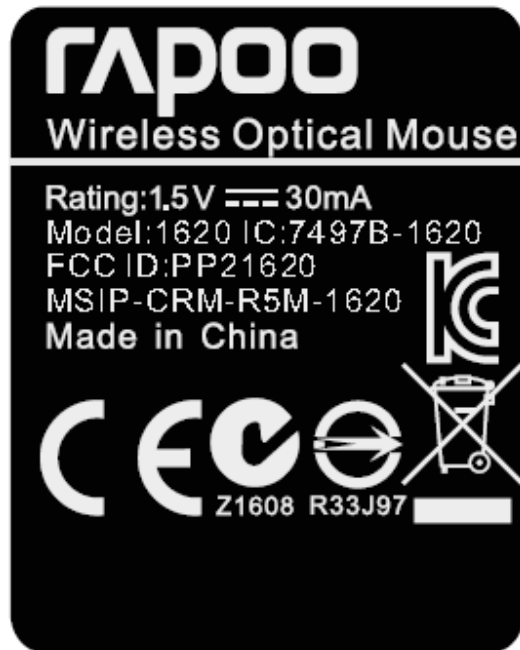 rapoo
Wireless Optical Mouse
Rating:1.5V ⎓ 30mA
Model:1620 IC:7497B-1620
FCC ID:PP21620
MSIP-CRM-R5M-1620
Made in China
CE
Z1608 R33J97